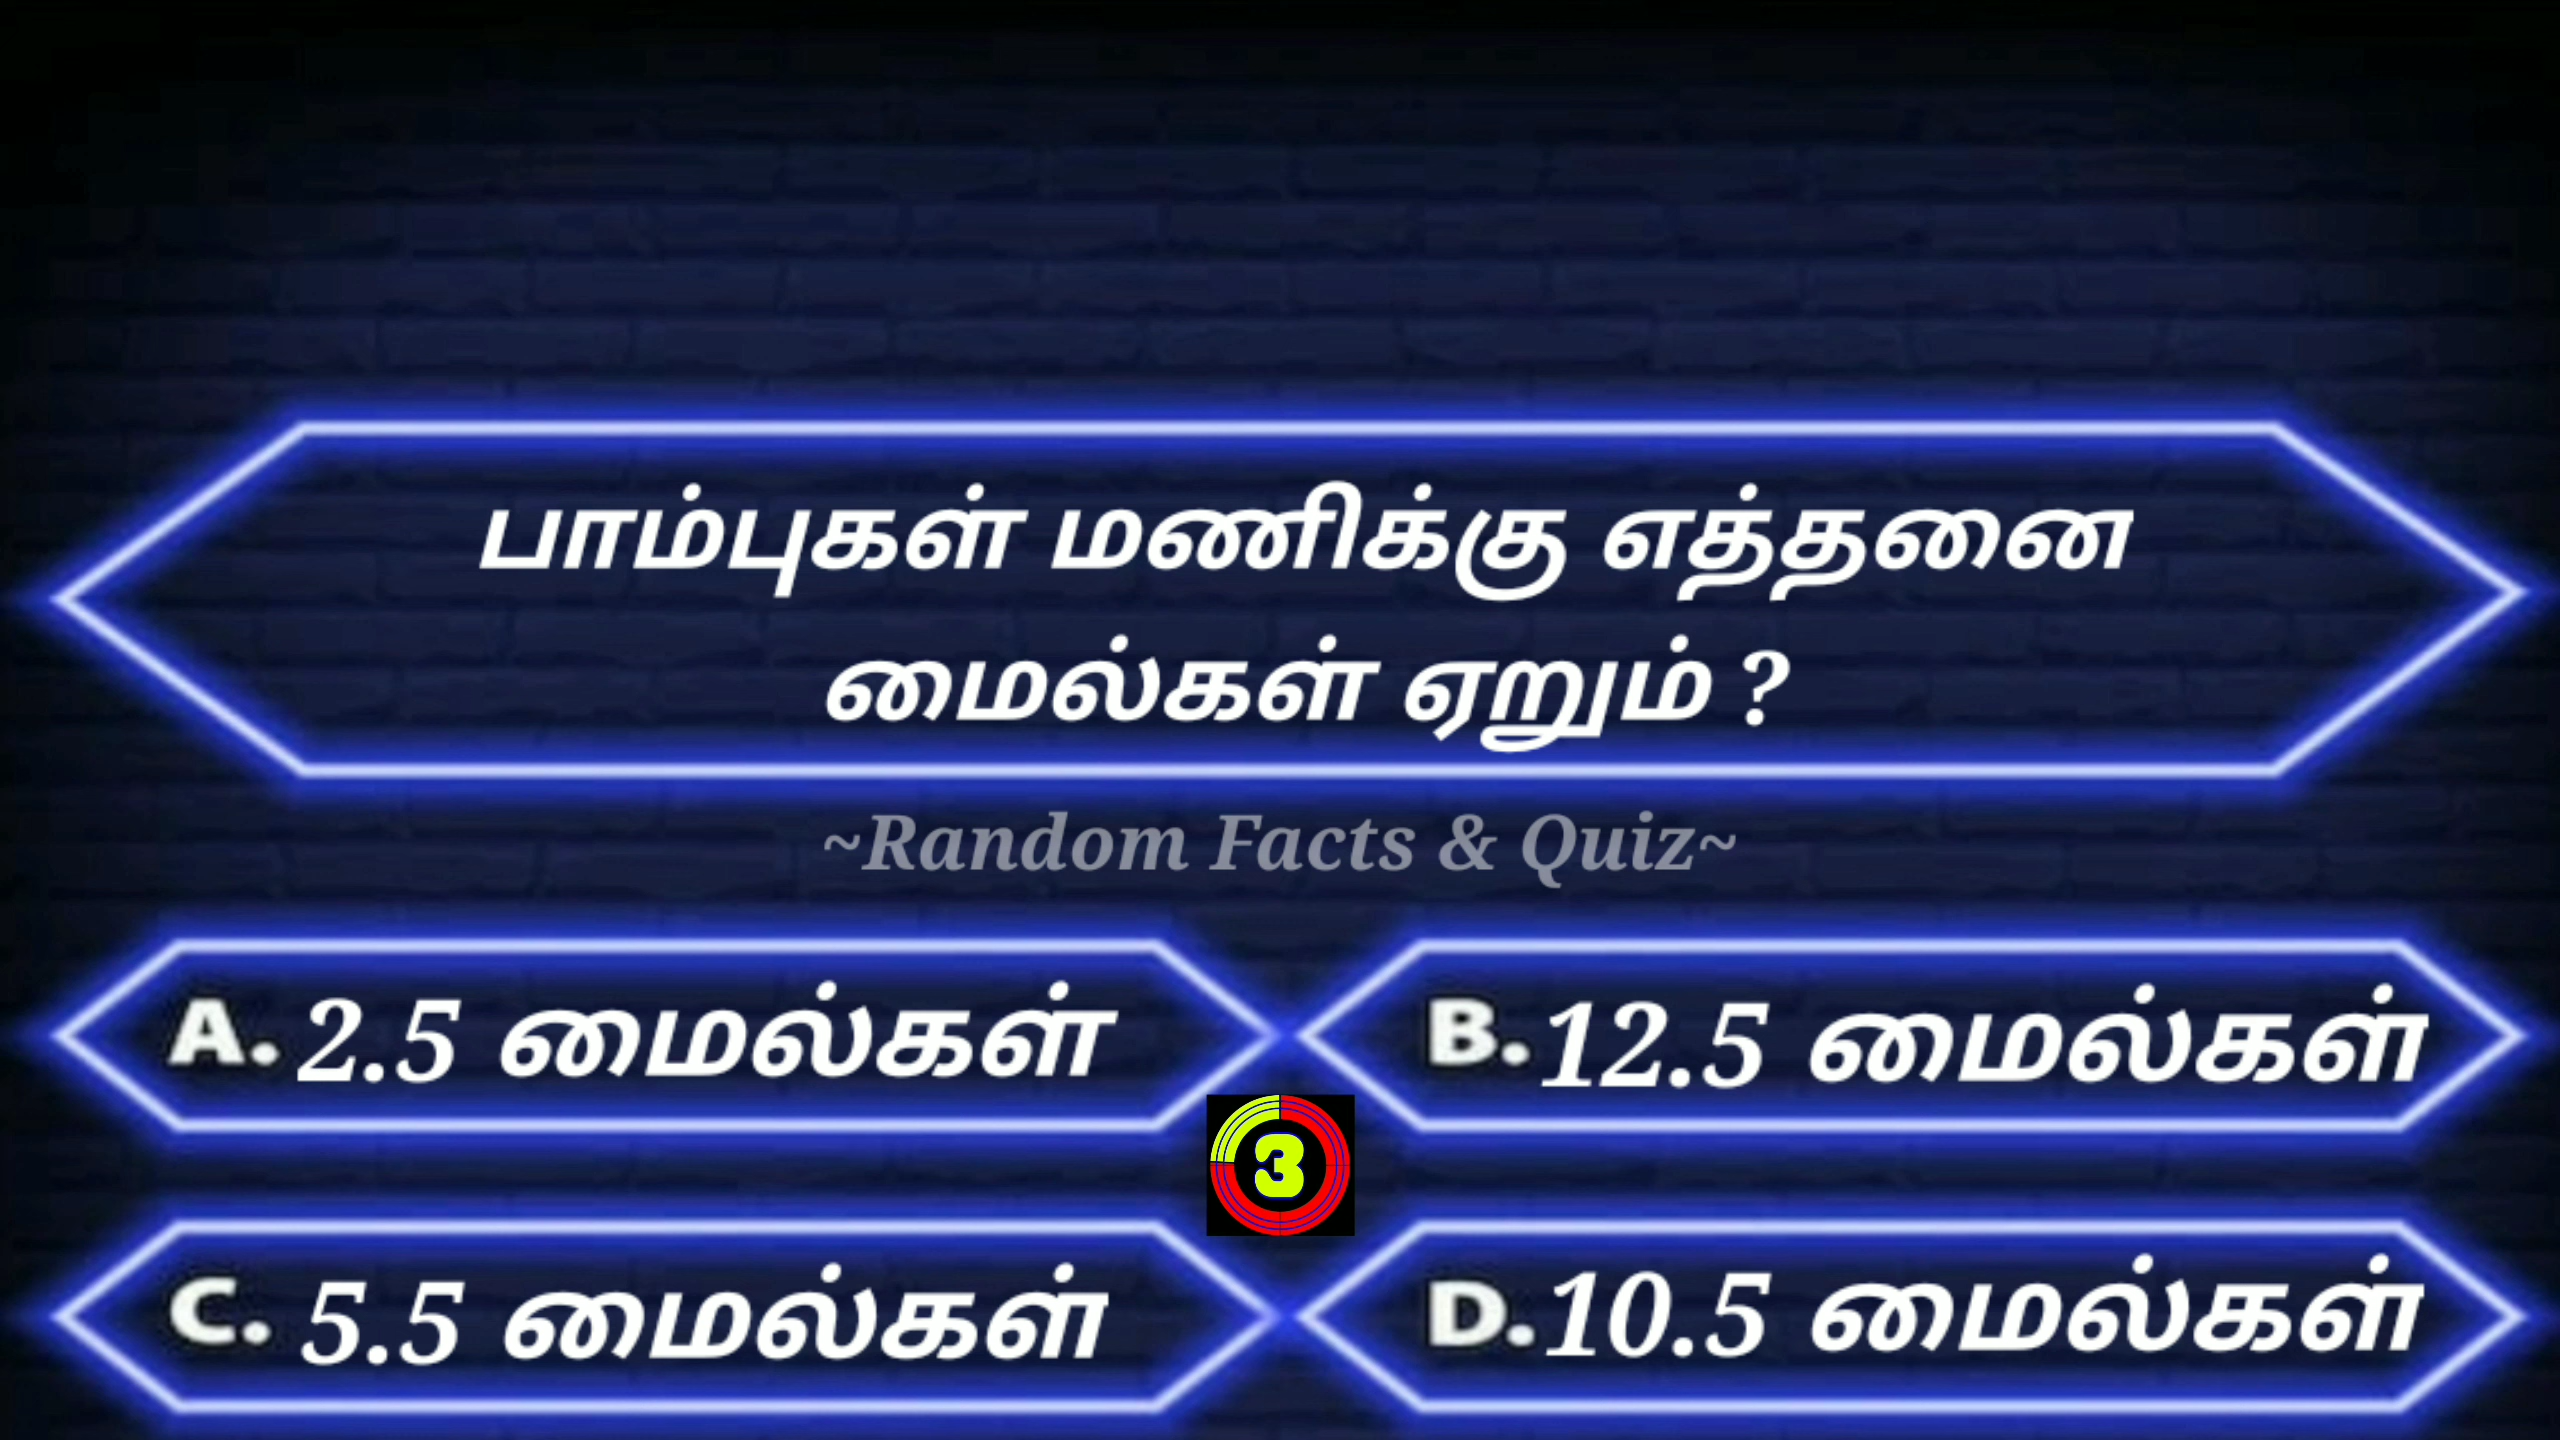 பாம்புகள் மணிக்கு எத்தனை
மைல்கள் ஏறும் ?
~Random Facts & Quiz~
A. 2.5 மைல்கள்
B. 12.5 மைல்கள்
3
C. 5.5 மைல்கள்
D. 10.5 மைல்கள்